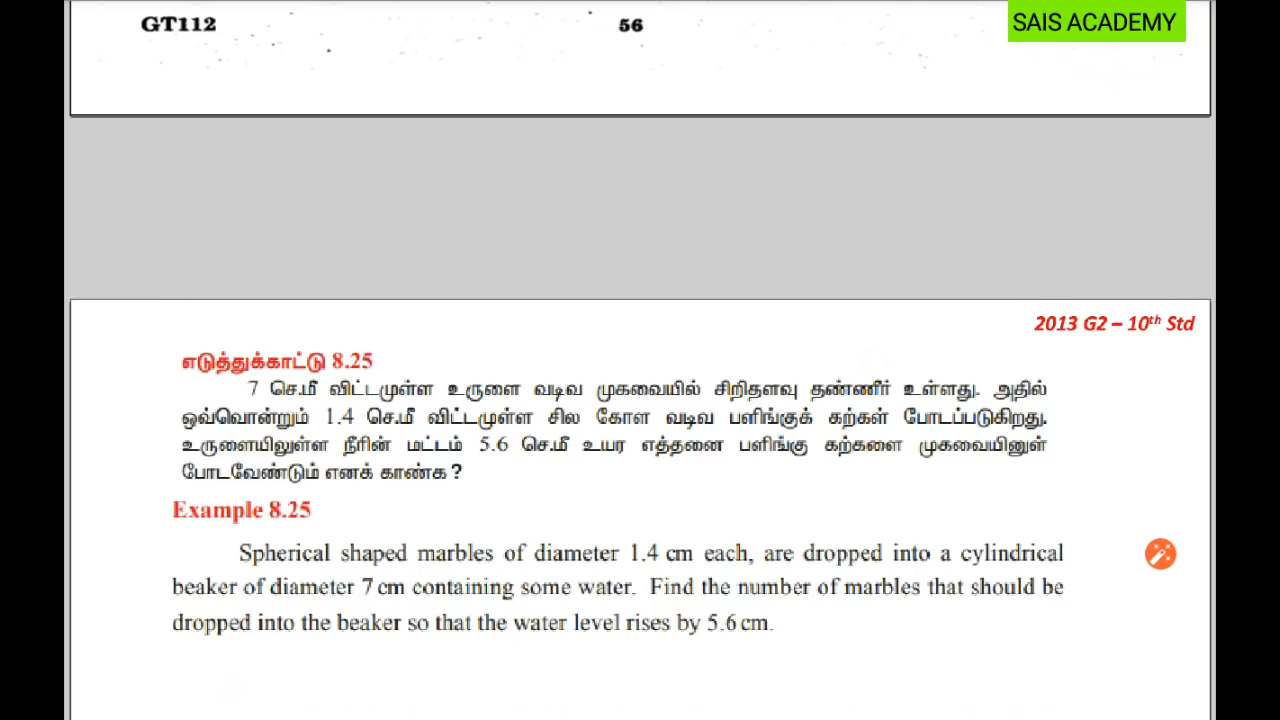 GT112
56
SAIS ACADEMY
2013 G2 – 10th Std
எடுத்துக்காட்டு 8.25
7 செ.மீ விட்டமுள்ள உருளை வடிவ முகவையில் சிறிதளவு தண்ணீர் உள்ளது. அதில்
ஒவ்வொன்றும் 1.4 செ.மீ விட்டமுள்ள சில கோள வடிவ பளிங்குக் கற்கள் போடப்படுகிறது.
உருளையிலுள்ள நீரின் மட்டம் 5.6 செ.மீ உயர எத்தனை பளிங்கு கற்களை முகவையினுள்
போடவேண்டும் எனக் காண்க ?
Example 8.25
Spherical shaped marbles of diameter 1.4 cm each, are dropped into a cylindrical
beaker of diameter 7 cm containing some water. Find the number of marbles that should be
dropped into the beaker so that the water level rises by 5.6 cm.